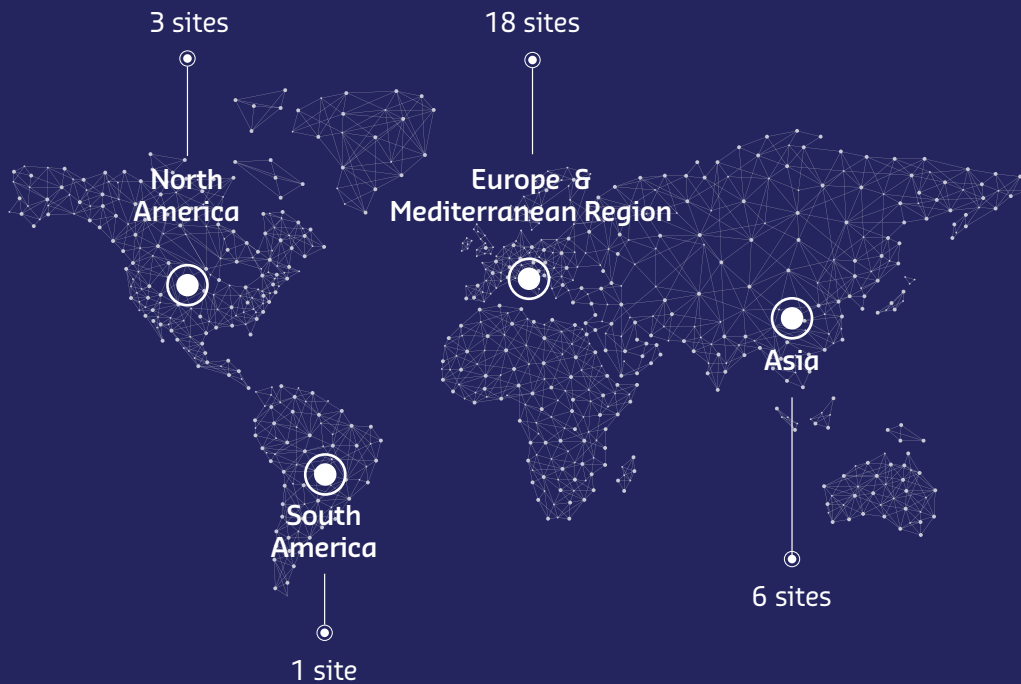 3 sites
18 sites
North
America
Europe &
Mediterranean Region
Asia
South
America
6 sites
1 site